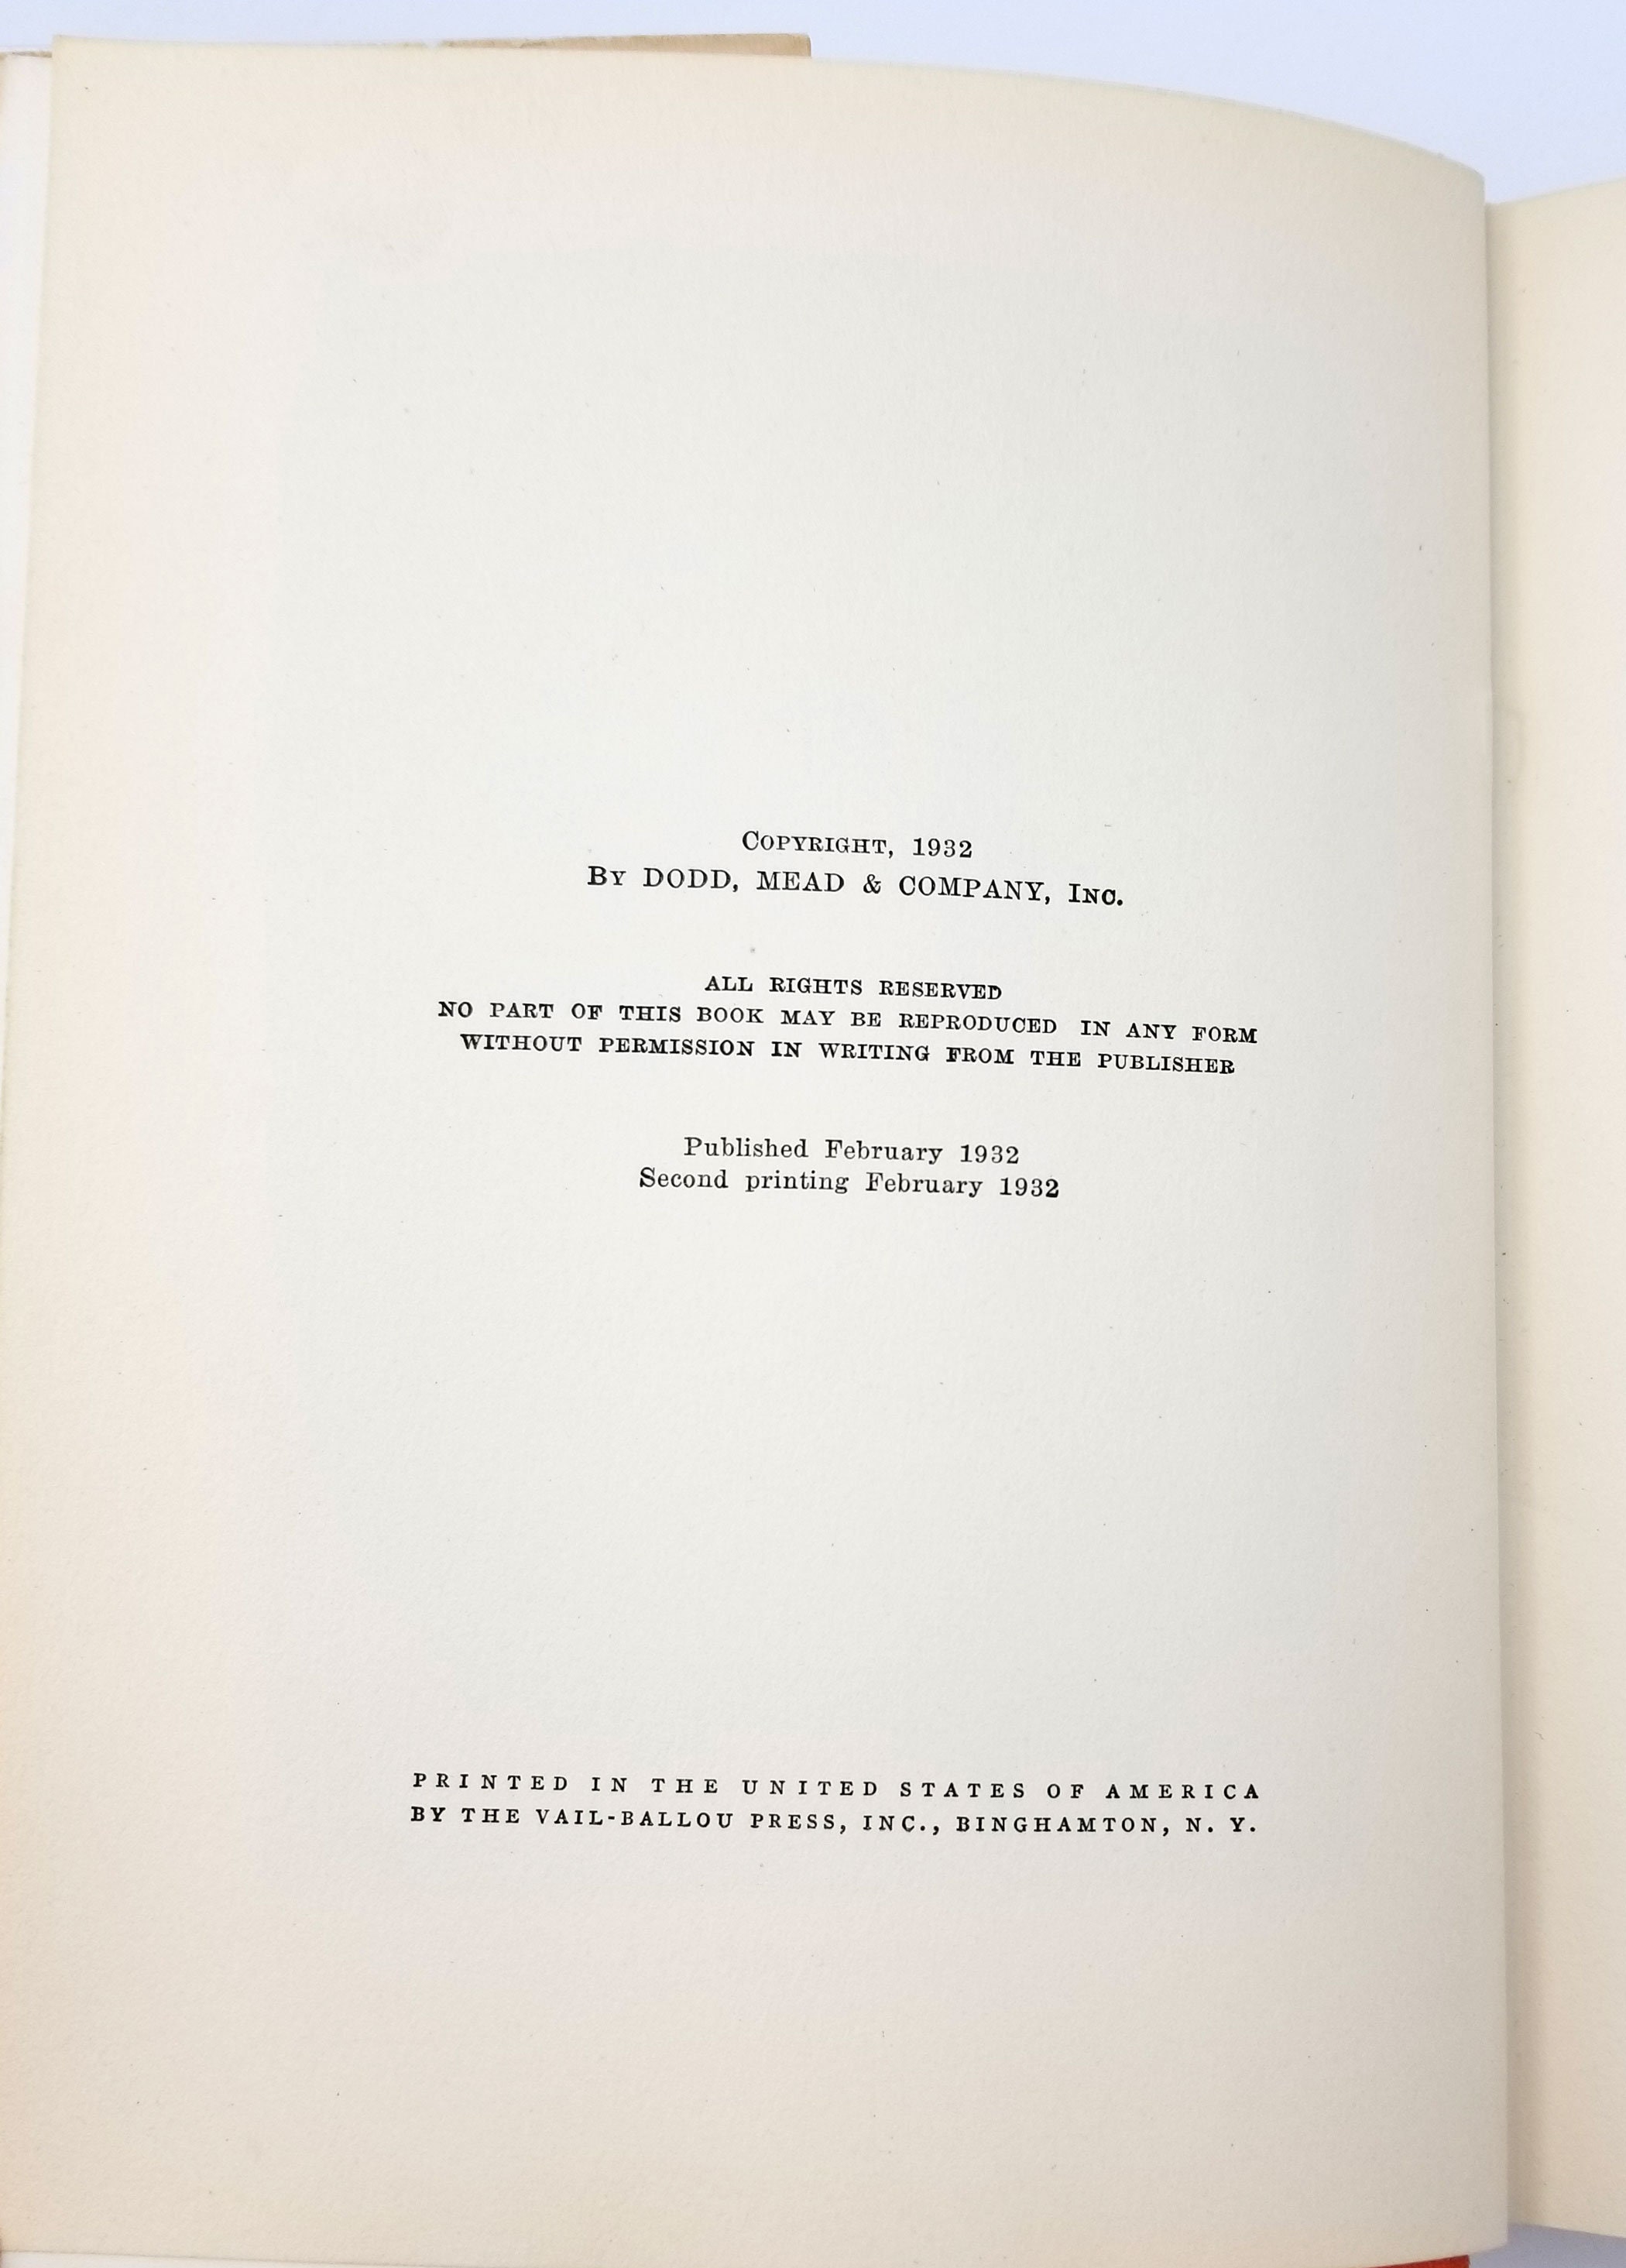 COPYRIGHT, 1932
BY DODD, MEAD & COMPANY, INC.
ALL RIGHTS RESERVED
NO PART OF THIS BOOK MAY BE REPRODUCED IN ANY FORM
WITHOUT PERMISSION IN WRITING FROM THE PUBLISHER
Published February 1932
Second printing February 1932
PRINTED IN THE UNITED STATES OF AMERICA
BY THE VAIL-BALLOU PRESS, INC., BINGHAMTON, N. Y.